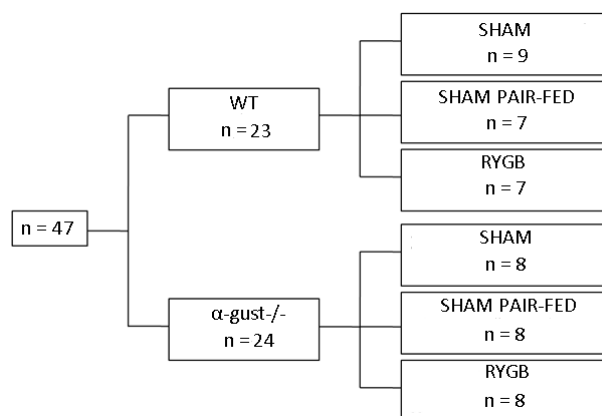 n = 47
WT
n = 23
SHAM
n = 9
SHAM PAIR-FED
n = 7
RYGB
n = 7
α-gust-/-
n = 24
SHAM
n = 8
SHAM PAIR-FED
n = 8
RYGB
n = 8